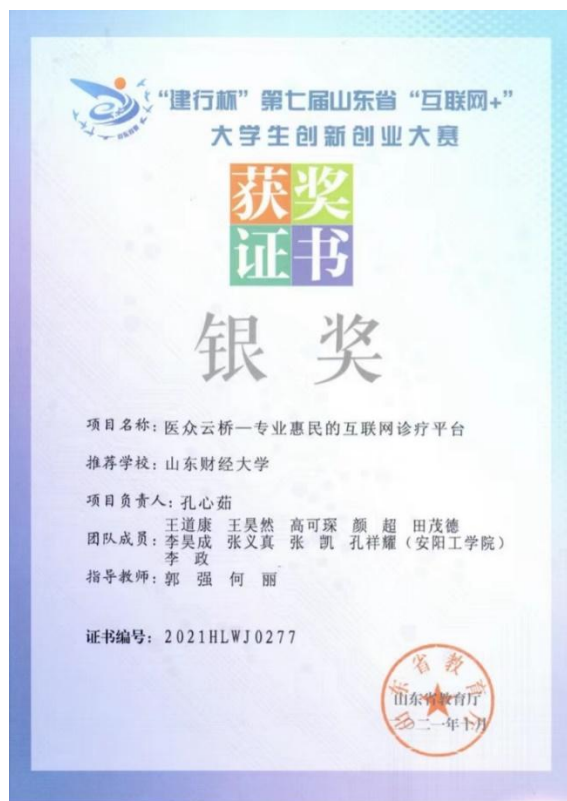 “建行杯”第七届山东省“互联网+”
大学生创新创业大赛
获奖
证书
银 奖
项目名称：医众云桥—专业惠民的互联网诊疗平台
推荐学校：山东财经大学
项目负责人：孔心茹
王道康 王昊然 高可琛 颜 超 田茂德
团队成员：李昊成 张义真 张 凯 孔祥耀（安阳工学院）
李 政
指导教师：郭 强 何 丽
证书编号：2021HLWJ0277
山东省教育厅
山东省教育厅
二〇二一年十月